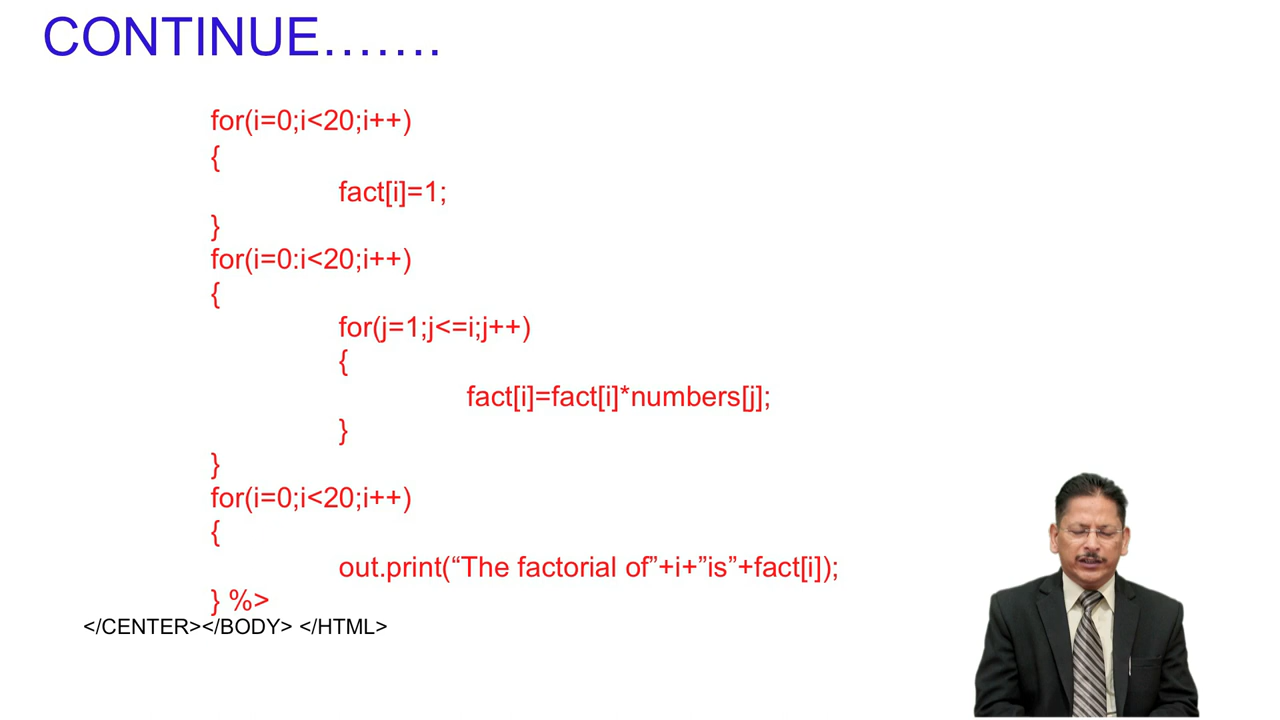 CONTINUE…….
for(i=0;i<20;i++)
{
fact[i]=1;
}
for(i=0:i<20;i++)
{
for(j=1;j<=i;j++)
{
fact[i]=fact[i]*numbers[j];
}
}
for(i=0;i<20;i++)
{
out.print(“The factorial of”+i+”is”+fact[i]);
} %>
</CENTER></BODY> </HTML>